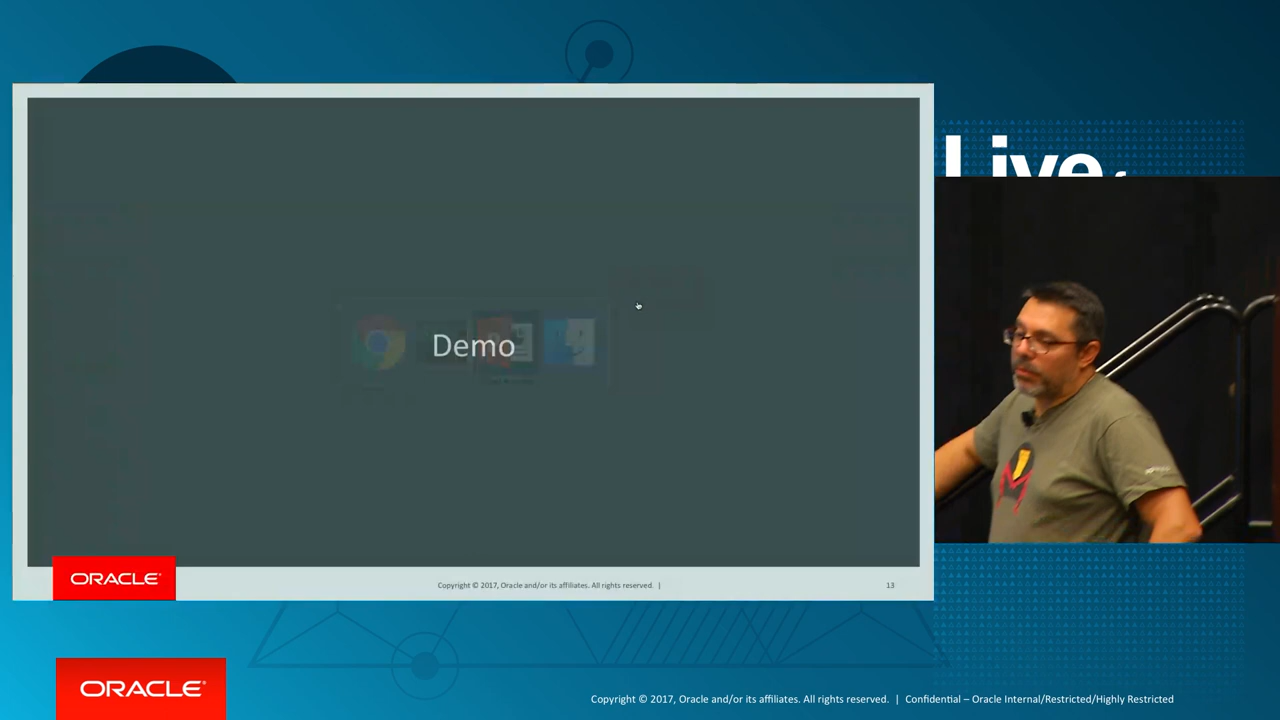 Live
Demo
ORACLE®
Copyright © 2017, Oracle and/or its affiliates. All rights reserved. |
13
ORACLE®
Copyright © 2017, Oracle and/or its affiliates. All rights reserved. | Confidential – Oracle Internal/Restricted/Highly Restricted